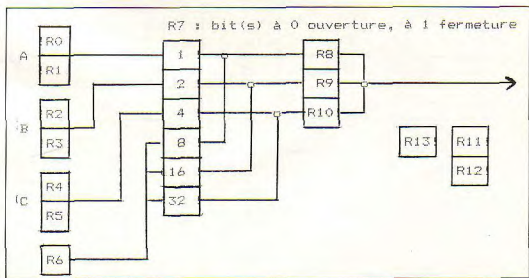 R7 : bit(s) à 0 ouverture, à 1 fermeture
A
R0
R1
B
R2
R3
(C
R4
R5
R6
1
2
4
8
16
32
R8
R9
R10
R13
R11
R12